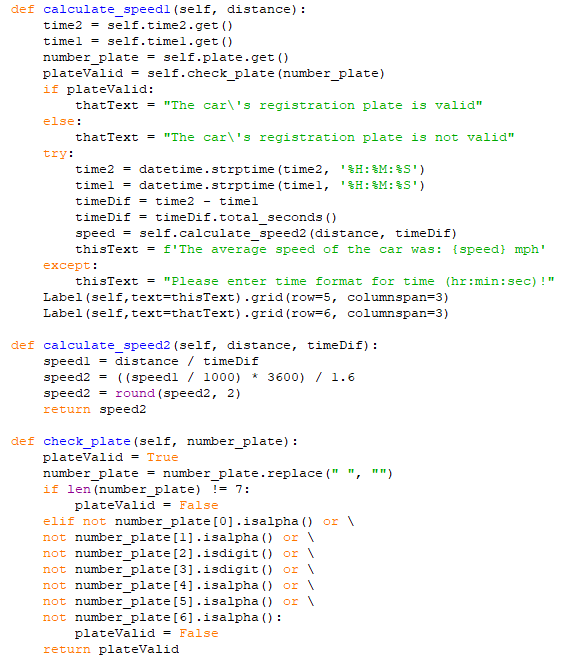 def calculate_speed1(self, distance):
    time2 = self.time2.get()
    time1 = self.time1.get()
    number_plate = self.plate.get()
    plateValid = self.check_plate(number_plate)
    if plateValid:
        thatText = "The car\'s registration plate is valid"
    else:
        thatText = "The car\'s registration plate is not valid"
    try:
        time2 = datetime.strptime(time2, '%H:%M:%S')
        time1 = datetime.strptime(time1, '%H:%M:%S')
        timeDif = time2 - time1
        timeDif = timeDif.total_seconds()
        speed = self.calculate_speed2(distance, timeDif)
        thisText = f'The average speed of the car was: {speed} mph'
    except:
        thisText = "Please enter time format for time (hr:min:sec)!"
    Label(self,text=thisText).grid(row=5, columnspan=3)
    Label(self,text=thatText).grid(row=6, columnspan=3)

def calculate_speed2(self, distance, timeDif):
    speed1 = distance / timeDif
    speed2 = ((speed1 / 1000) * 3600) / 1.6
    speed2 = round(speed2, 2)
    return speed2

def check_plate(self, number_plate):
    plateValid = True
    number_plate = number_plate.replace(" ", "")
    if len(number_plate) != 7:
        plateValid = False
    elif not number_plate[0].isalpha() or \
    not number_plate[1].isalpha() or \
    not number_plate[2].isdigit() or \
    not number_plate[3].isdigit() or \
    not number_plate[4].isalpha() or \
    not number_plate[5].isalpha() or \
    not number_plate[6].isalpha():
        plateValid = False
    return plateValid